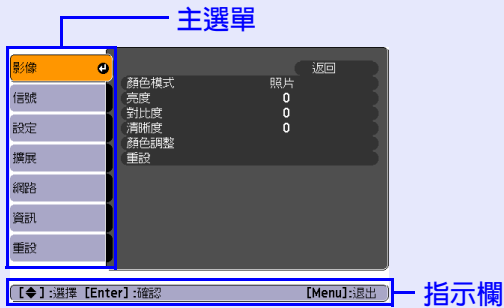 主選單
影像
信號
設定
擴展
網路
資訊
重設
返回
顏色模式 照片
亮度 0
對比度 0
清晰度 0
顏色調整
重設
[◆]:選擇 [Enter]:確認 [Menu]:退出
指示欄